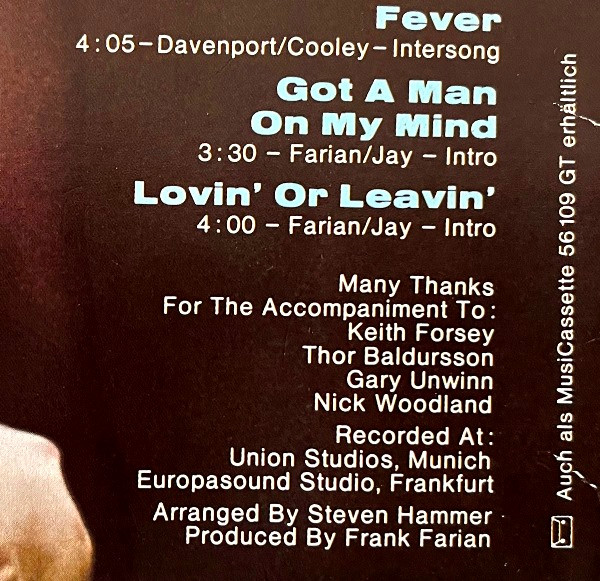 Fever
4:05–Davenport/Cooley–Intersong
Got A Man
On My Mind
3:30 – Farian/Jay – Intro
Lovin' Or Leavin'
4:00 – Farian/Jay – Intro
Many Thanks
For The Accompaniment To:
Keith Forsey
Thor Baldursson
Gary Unwinn
Nick Woodland
Recorded At:
Union Studios, Munich
Europasound Studio, Frankfurt
Arranged By Steven Hammer
Produced By Frank Farian
Auch als MusiCassette 56109 GT erhältlich